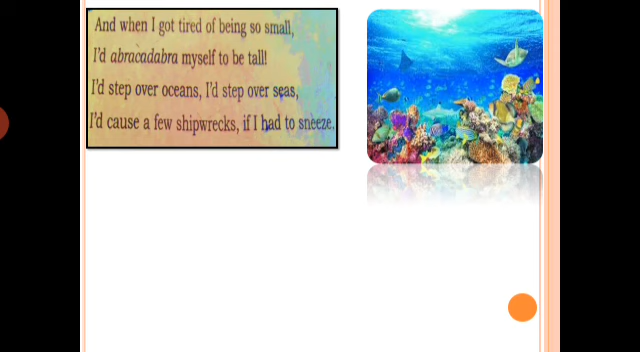 And when I got tired of being so small,
I'd abracadabra myself to be tall!
I'd step over oceans, I'd step over seas,
I'd cause a few shipwrecks, if I had to sneeze.